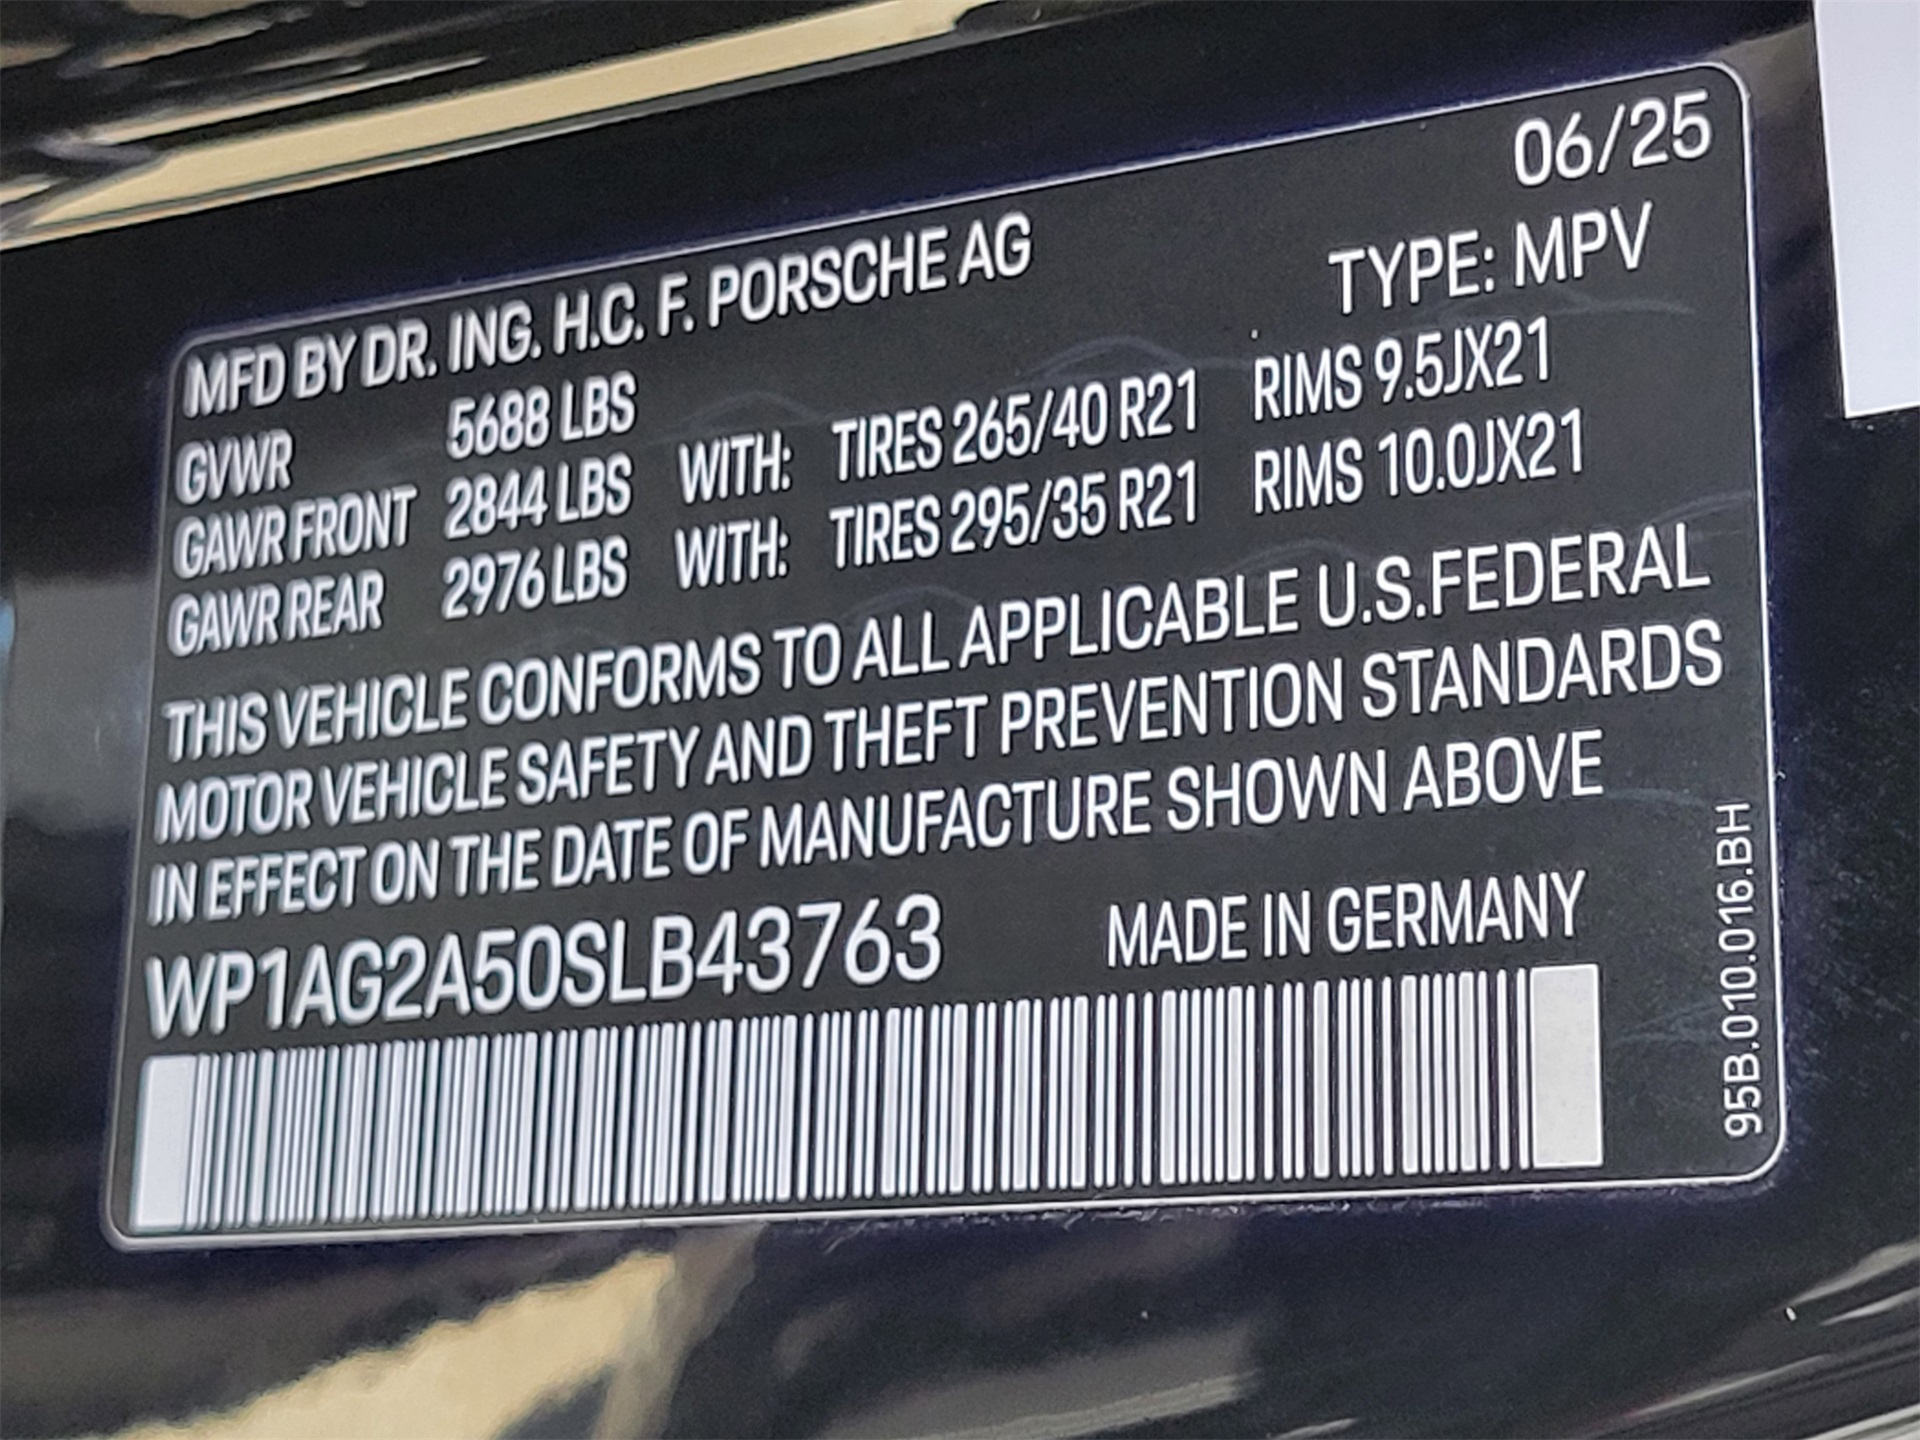 06/25
MFD BY DR. ING. H.C. F. PORSCHE AG TYPE: MPV
GVWR 5688 LBS
GAWR FRONT 2844 LBS WITH: TIRES 265/40 R21 RIMS 9.5JX21
GAWR REAR 2976 LBS WITH: TIRES 295/35 R21 RIMS 10.0JX21
THIS VEHICLE CONFORMS TO ALL APPLICABLE U.S.FEDERAL
MOTOR VEHICLE SAFETY AND THEFT PREVENTION STANDARDS
IN EFFECT ON THE DATE OF MANUFACTURE SHOWN ABOVE
WP1AG2A50SLB43763 MADE IN GERMANY
95B.010.016.BH